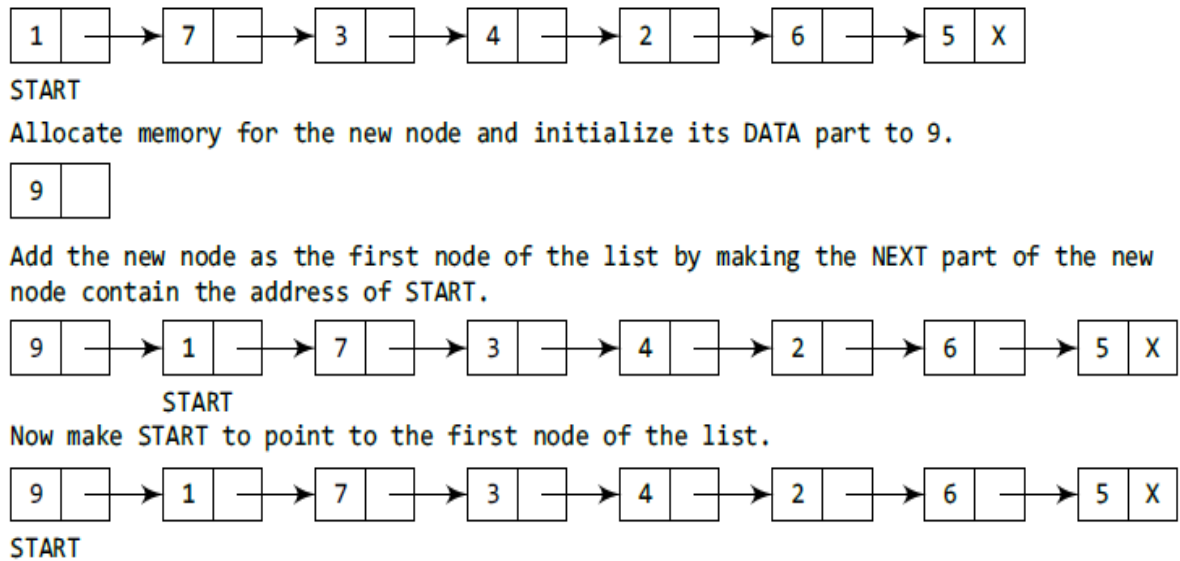 1 7 3 4 2 6 5 X
START
Allocate memory for the new node and initialize its DATA part to 9.
9
Add the new node as the first node of the list by making the NEXT part of the new
node contain the address of START.
9 1 7 3 4 2 6 5 X
START
Now make START to point to the first node of the list.
9 1 7 3 4 2 6 5 X
START